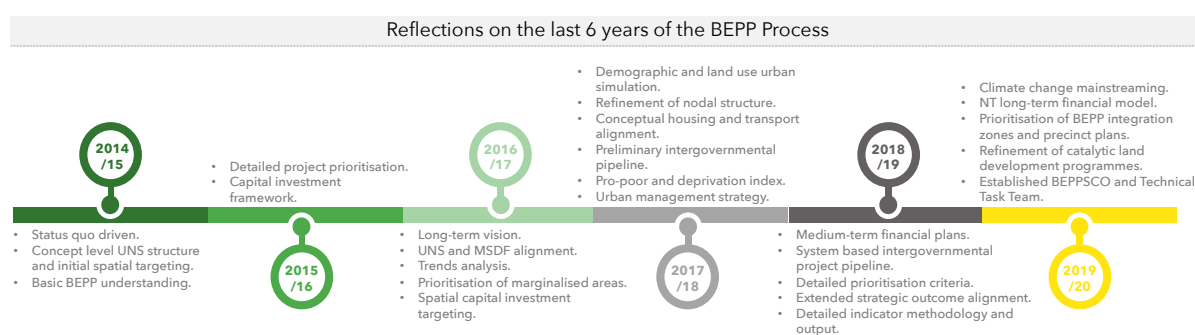 Reflections on the last 6 years of the BEPP Process
2014
/15
• Status quo driven.
• Concept level UNS structure
and initial spatial targeting.
• Basic BEPP understanding.
• Detailed project prioritisation.
• Capital investment
framework.
2015
/16
2016
/17
• Long-term vision.
• UNS and MSDF alignment.
• Trends analysis.
• Prioritisation of marginalised areas.
• Spatial capital investment
targeting.
• Demographic and land use urban
simulation.
• Refinement of nodal structure.
• Conceptual housing and transport
alignment.
• Preliminary intergovernmental
pipeline.
• Pro-poor and deprivation index.
• Urban management strategy.
2017
/18
2018
/19
• Medium-term financial plans.
• System based intergovernmental
project pipeline.
• Detailed prioritisation criteria.
• Extended strategic outcome alignment.
• Detailed indicator methodology and
output.
• Climate change mainstreaming.
• NT long-term financial model.
• Prioritisation of BEPP integration
zones and precinct plans.
• Refinement of catalytic land
development programmes.
• Established BEPPSCO and Technical
Task Team.
2019
/20